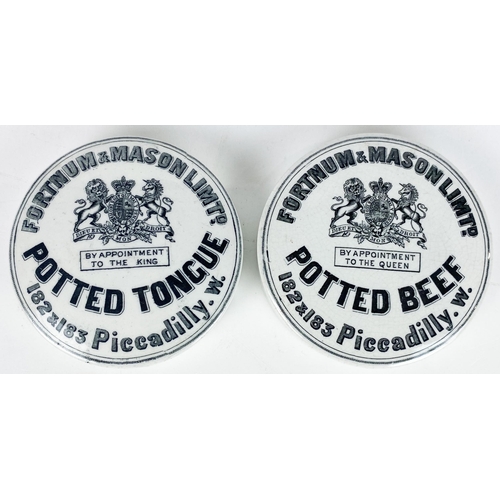 FORTNUM & MASON LIMTD
DIEU ET MON DROIT
BY APPOINTMENT
TO THE KING
POTTED TONGUE
182 & 183 Piccadilly. W.
FORTNUM & MASON LIMTD
DIEU ET MON DROIT
BY APPOINTMENT
TO THE QUEEN
POTTED BEEF
182 & 183 Piccadilly. W.